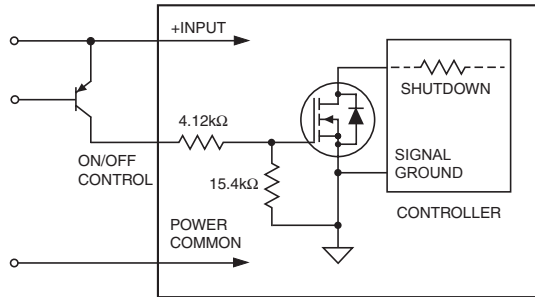 +INPUT
SHUTDOWN
4.12kΩ
ON/OFF
CONTROL
15.4kΩ
SIGNAL
GROUND
CONTROLLER
POWER
COMMON